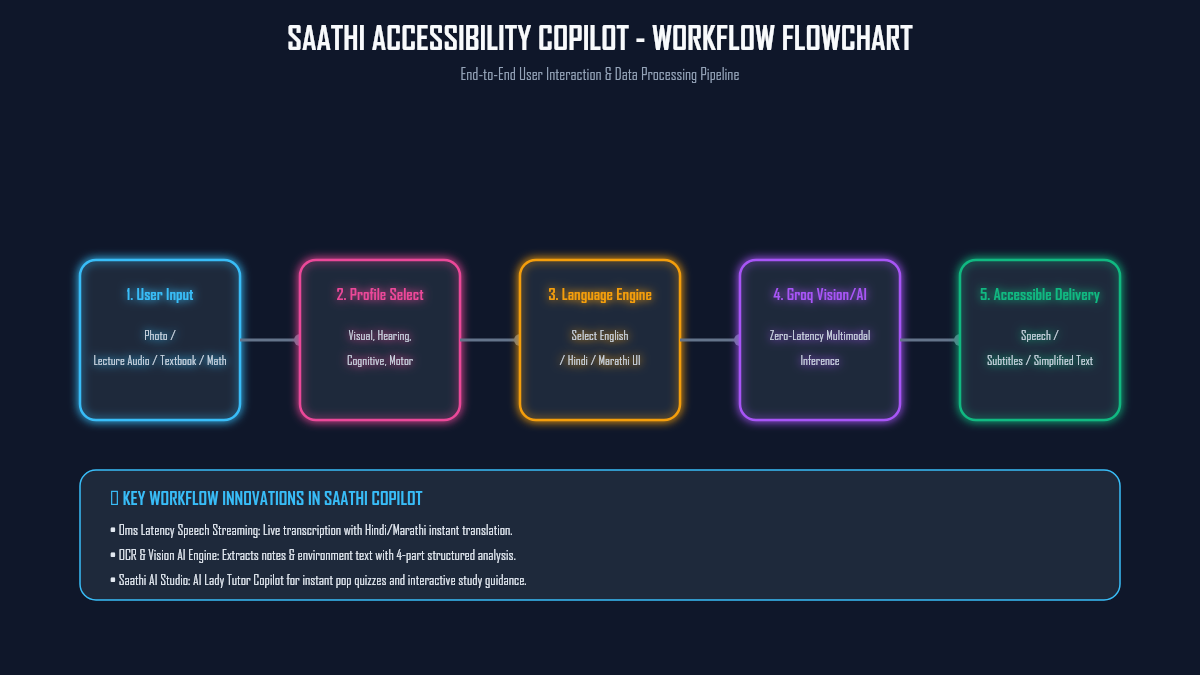 SAATHI ACCESSIBILITY COPILOT - WORKFLOW FLOWCHART
End-to-End User Interaction & Data Processing Pipeline
1. User Input
Photo /
Lecture Audio / Textbook / Math
2. Profile Select
Visual, Hearing,
Cognitive, Motor
3. Language Engine
Select English
/ Hindi / Marathi UI
4. Groq Vision/AI
Zero-Latency Multimodal
Inference
5. Accessible Delivery
Speech /
Subtitles / Simplified Text
KEY WORKFLOW INNOVATIONS IN SAATHI COPILOT
▪ 0ms Latency Speech Streaming: Live transcription with Hindi/Marathi instant translation.
▪ OCR & Vision AI Engine: Extracts notes & environment text with 4-part structured analysis.
▪ Saathi AI Studio: AI Lady Tutor Copilot for instant pop quizzes and interactive study guidance.